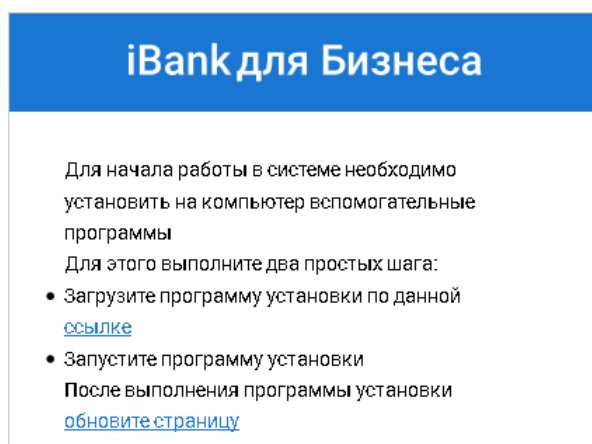 iBank для Бизнеса
Для начала работы в системе необходимо
установить на компьютер вспомогательные
программы
Для этого выполните два простых шага:
• Загрузите программу установки по данной
ссылке
• Запустите программу установки
После выполнения программы установки
обновите страницу